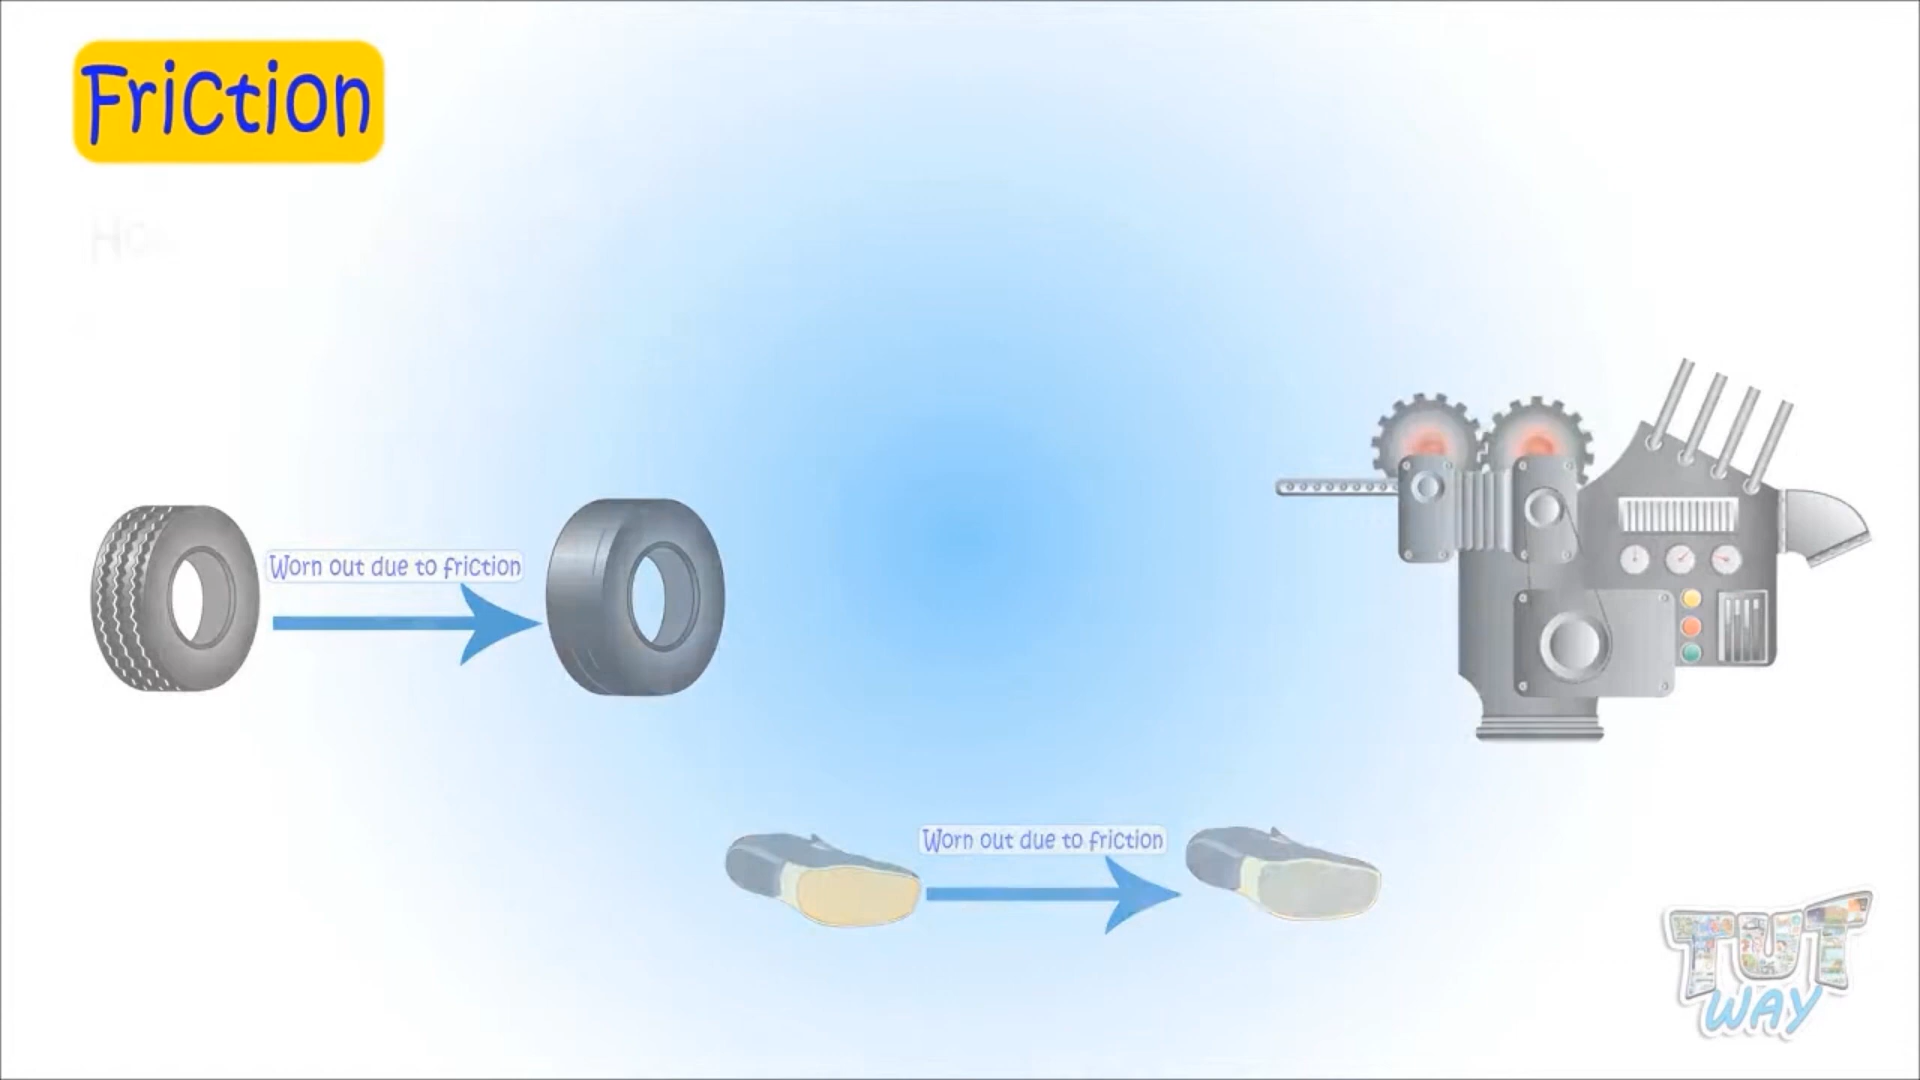 Friction
Worn out due to friction
Worn out due to friction
TUT
WAY